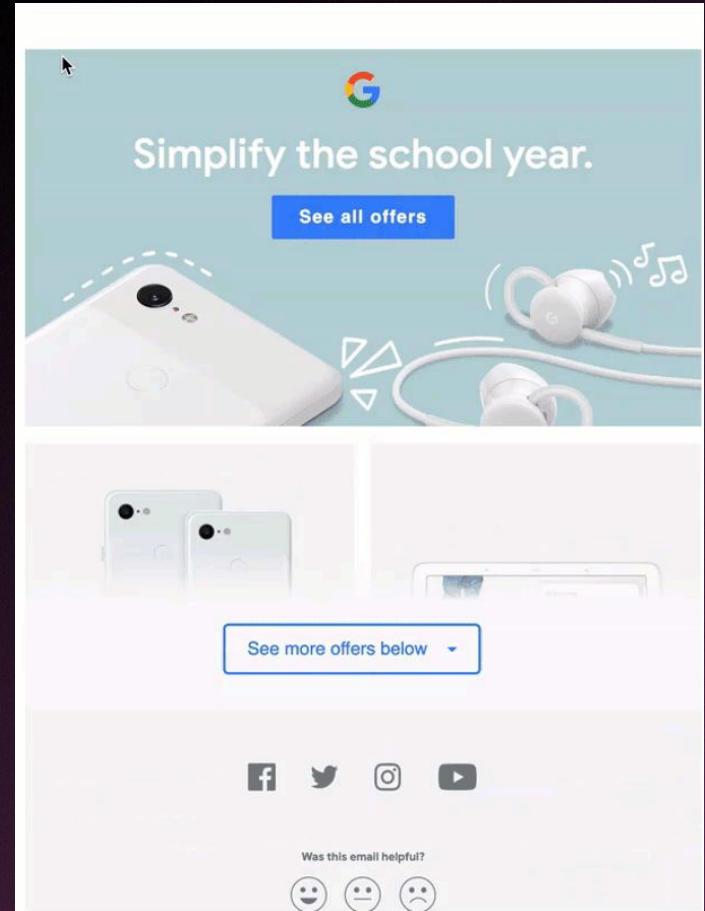 Simplify the school year.
See all offers
See more offers below
Was this email helpful?